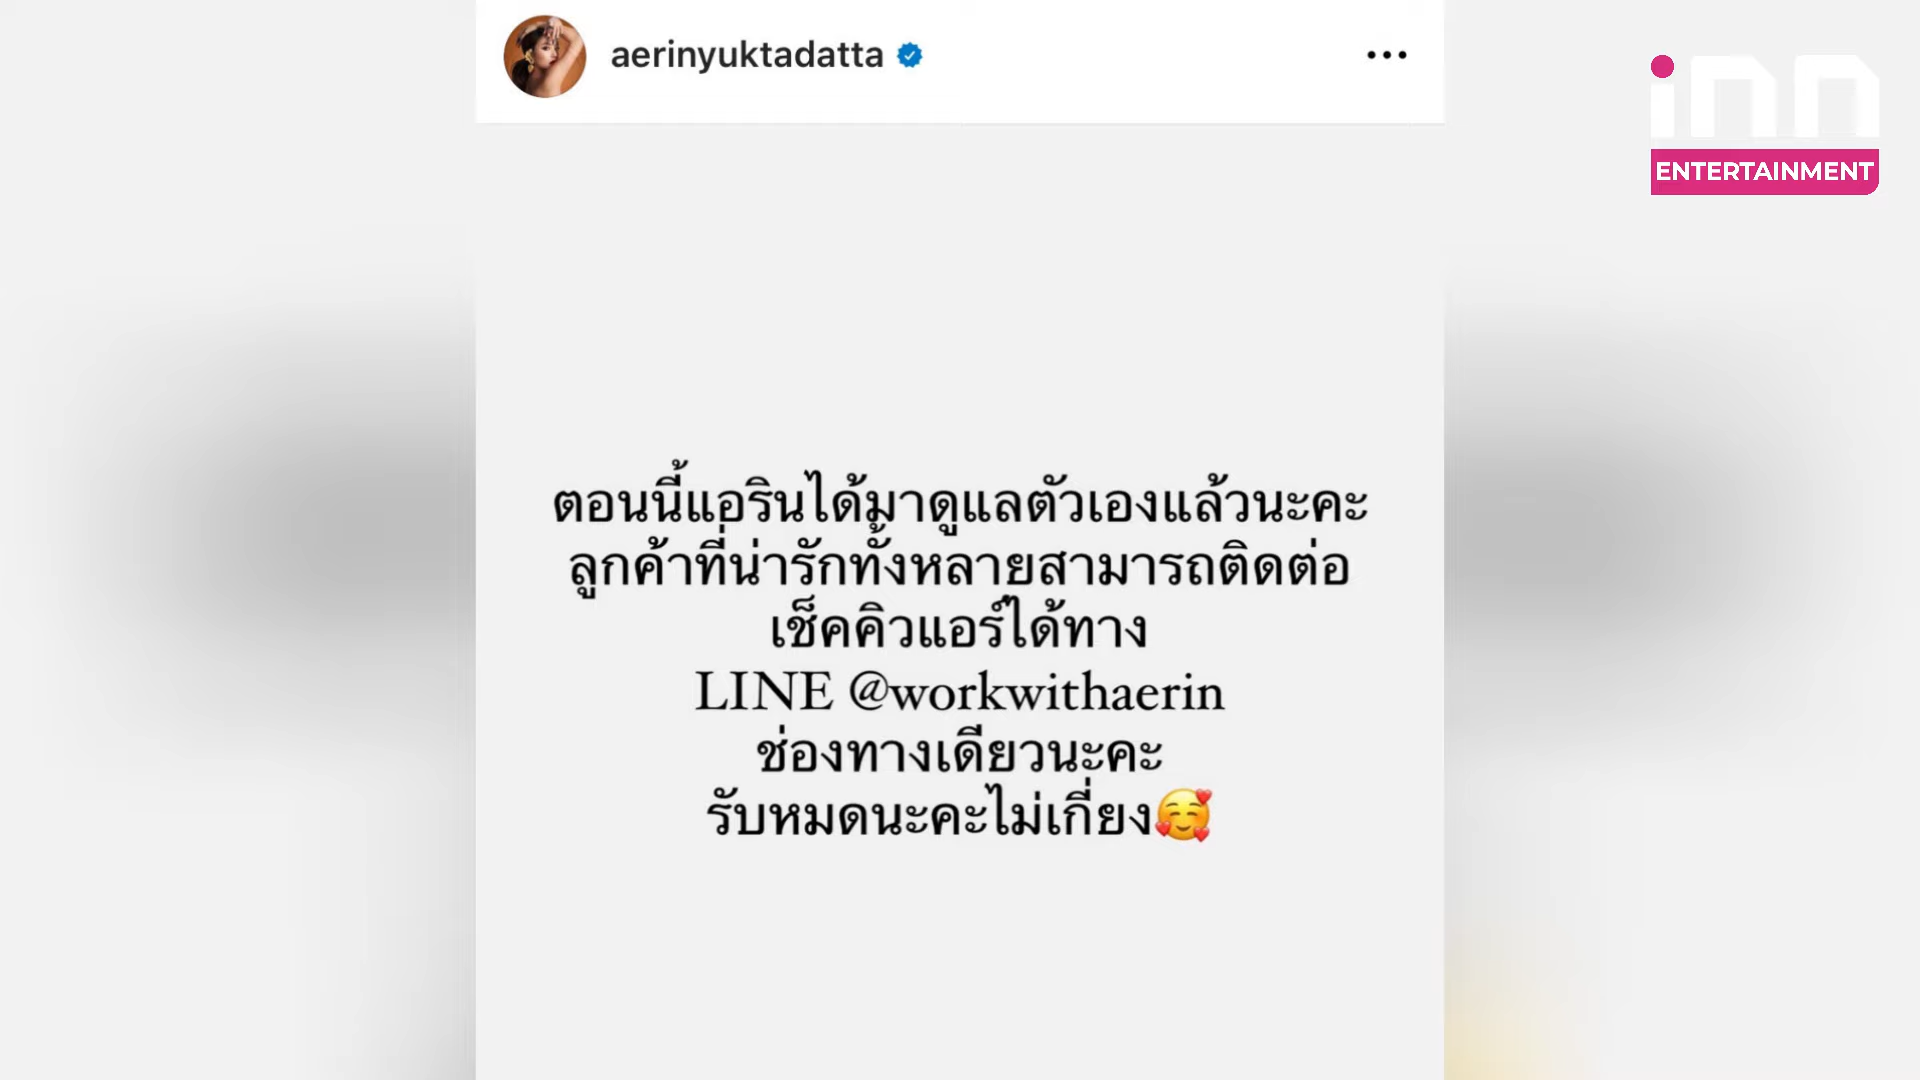 aerinyuktadatta
inn
ENTERTAINMENT
ตอนนี้แอรินได้มาดูแลตัวเองแล้วนะคะ
ลูกค้าที่น่ารักทั้งหลายสามารถติดต่อ
เช็คคิวแอร์ได้ทาง
LINE @workwithaerin
ช่องทางเดียวนะคะ
รับหมดนะคะไม่เกี่ยง🥰